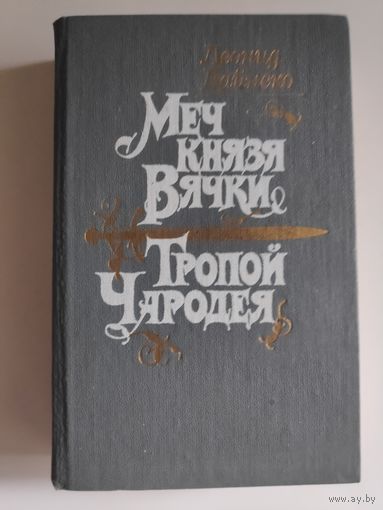 Леонид
Дайнеко
Меч
князя
Вячки
Тропой
Чародея
www.ay.by